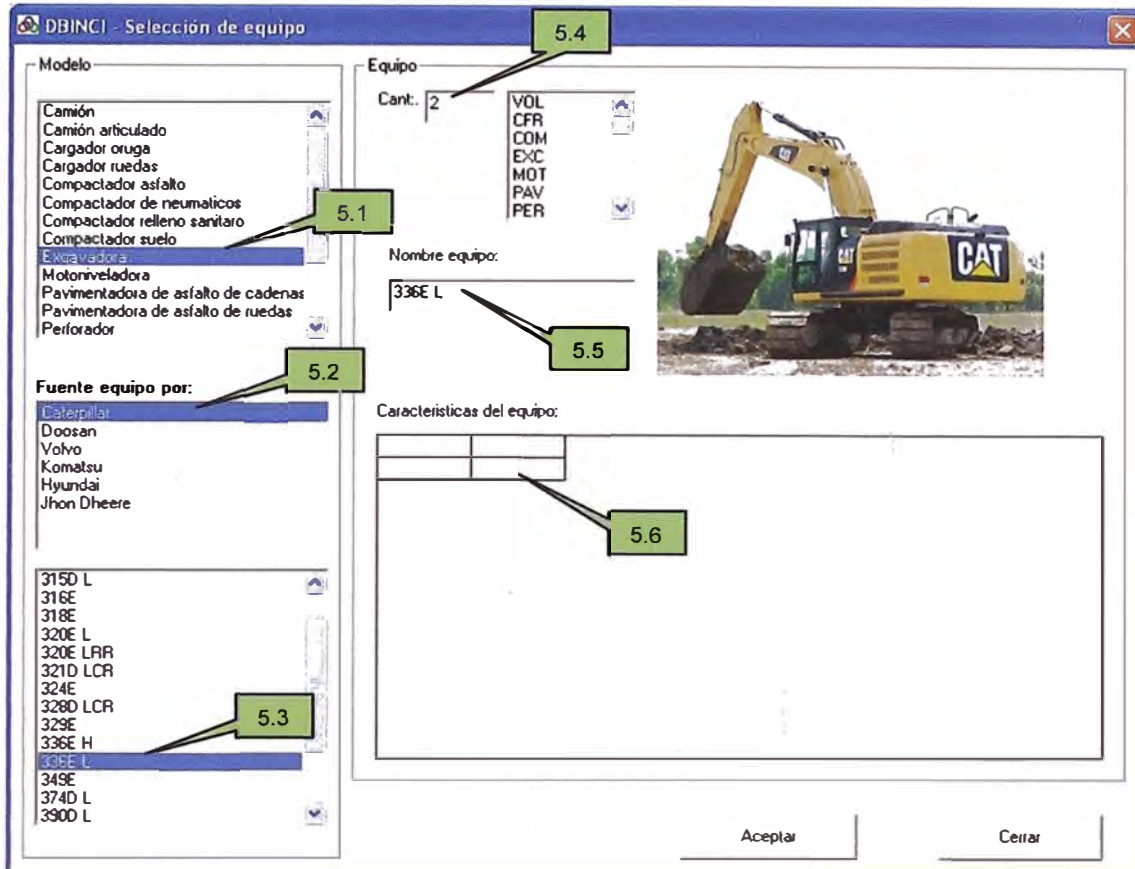 DBINCI - Selección de equipo
5.4
Modelo
Camión
Camión articulado
Cargador oruga
Cargador ruedas
Compactador asfalto
Compactador de neumaticos
Compactador relleno sanitaro
Compactador suelo
Excavadora
Motoniveladora
Pavimentadora de asfalto de cadenas
Pavimentadora de asfalto de ruedas
Perforador
5.1
Fuente equipo por:
5.2
Caterpillar
Doosan
Volvo
Komatsu
Hyundai
Jhon Dheere
315D L
316E
318E
320E L
320E LRR
321D LCR
324E
328D LCR
329E
336E H
336E L
349E
374D L
390D L
5.3
Equipo
Cant:. 2
VOL
CFR
COM
EXC
MOT
PAV
PER
CAT
Nombre equipo:
336E L
5.5
Caracteristicas del equipo:
5.6
Aceptar
Cerrar